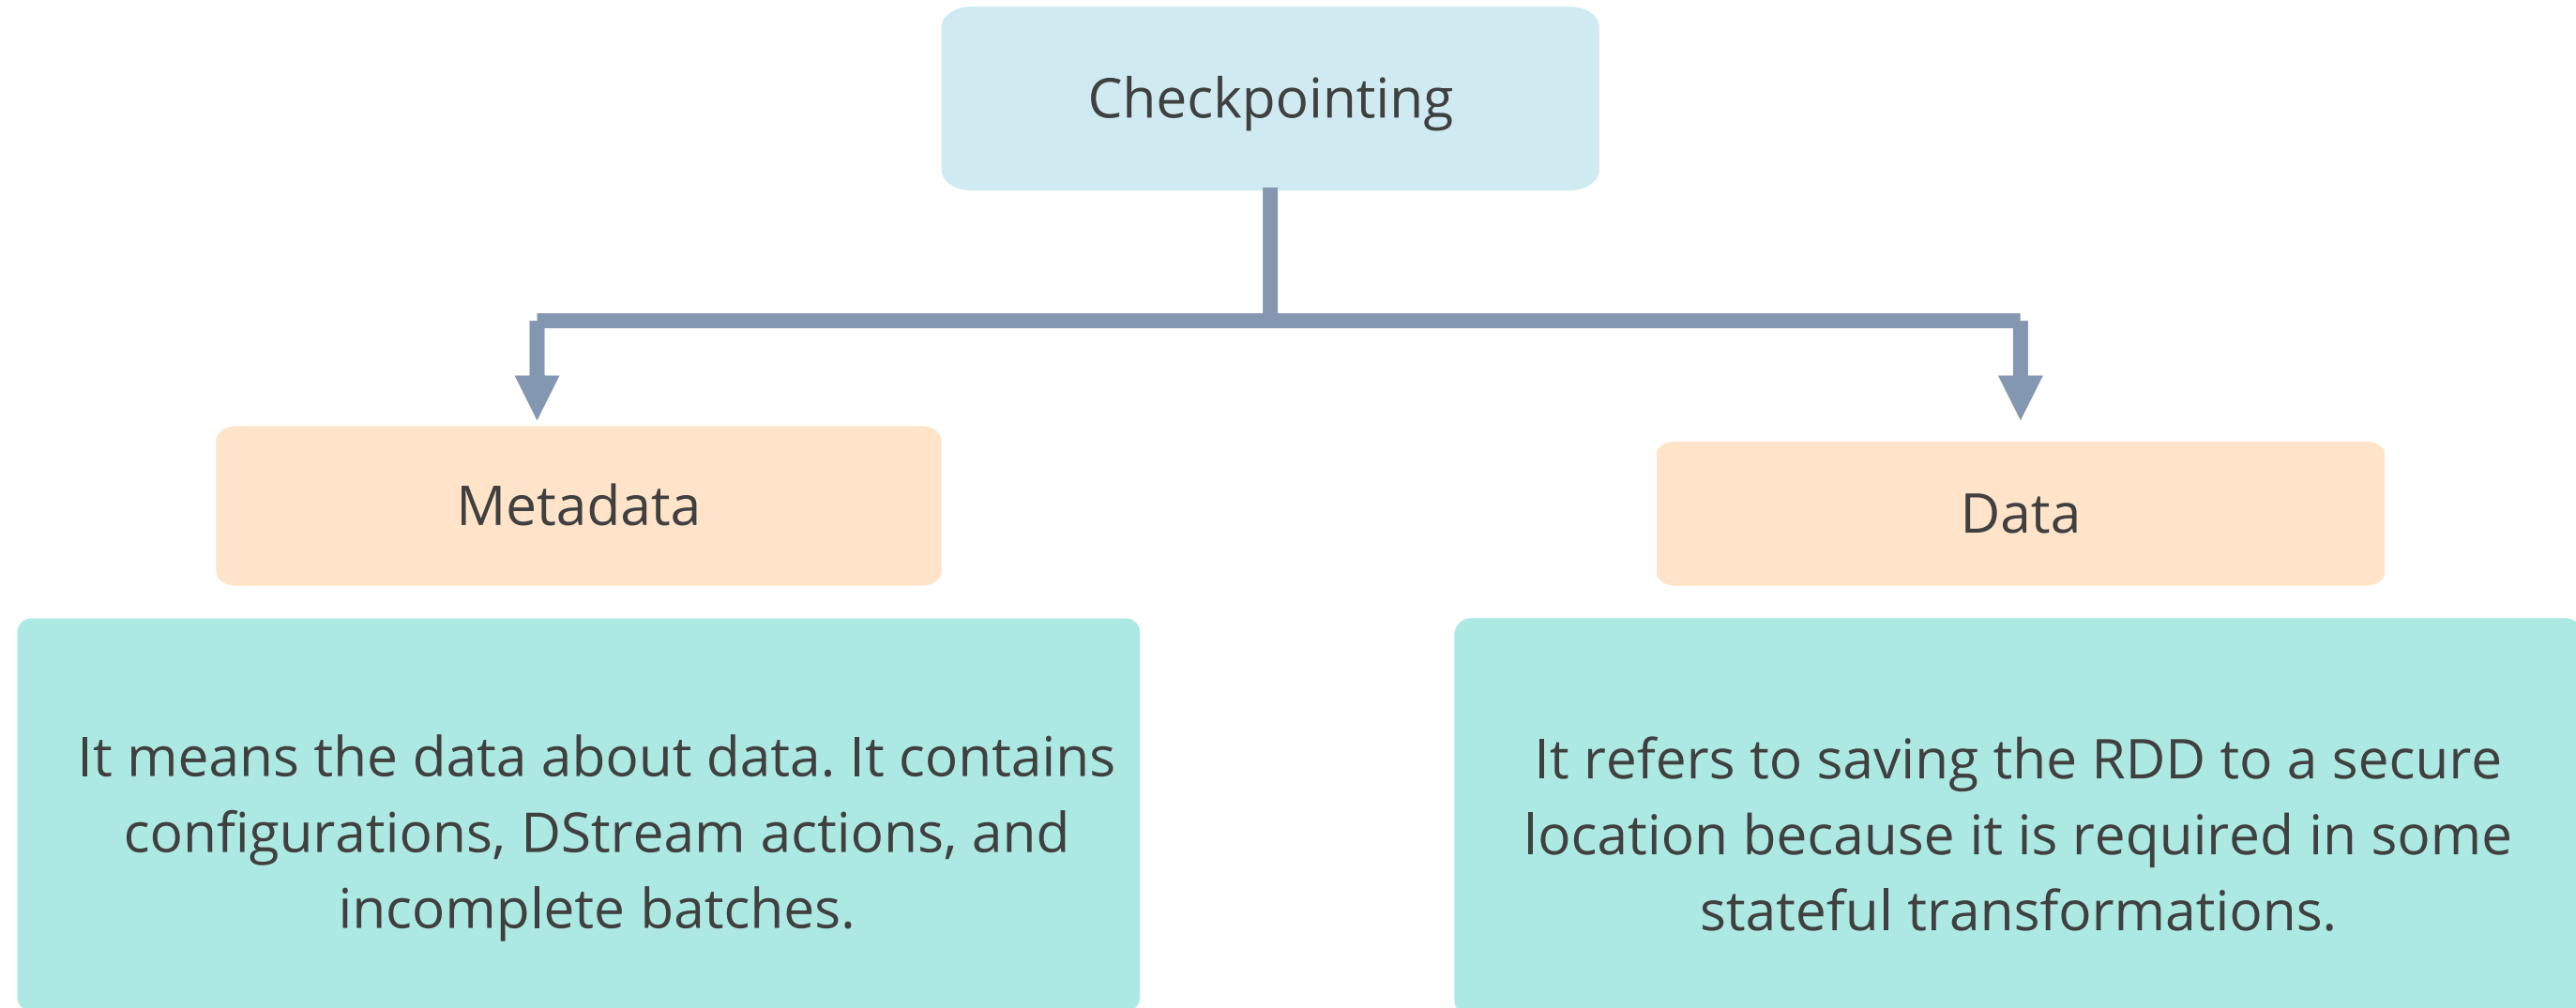 Checkpointing
Metadata
Data
It means the data about data. It contains
configurations, DStream actions, and
incomplete batches.
It refers to saving the RDD to a secure
location because it is required in some
stateful transformations.